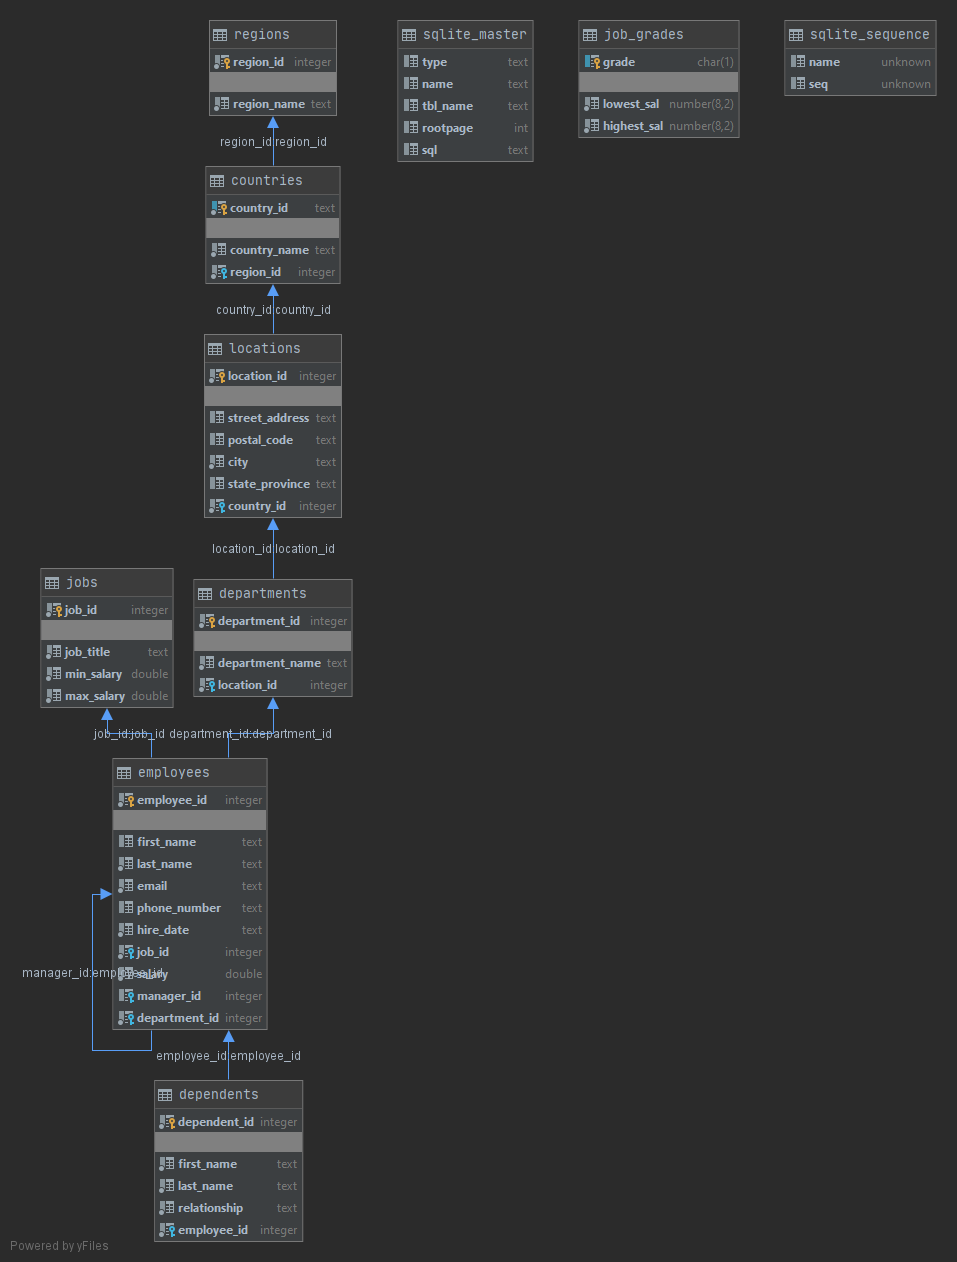 regions
region_id integer
region_name text
region_id:region_id
countries
country_id text
country_name text
region_id integer
country_id:country_id
locations
location_id integer
street_address text
postal_code text
city text
state_province text
country_id integer
location_id:location_id
jobs
job_id integer
job_title text
min_salary double
max_salary double
departments
department_id integer
department_name text
location_id integer
job_id:job_id department_id:department_id
employees
employee_id integer
first_name text
last_name text
email text
phone_number text
hire_date text
job_id integer
salary double
manager_id integer
department_id integer
manager_id:employee_id
employee_id:employee_id
dependents
dependent_id integer
first_name text
last_name text
relationship text
employee_id integer
sqlite_master
type text
name text
tbl_name text
rootpage int
sql text
job_grades
grade char(1)
lowest_sal number(8,2)
highest_sal number(8,2)
sqlite_sequence
name unknown
seq unknown
Powered by yFiles